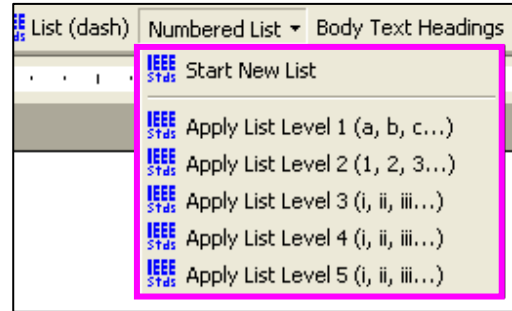 List (dash) Numbered List Body Text Headings
IEEE Stds Start New List
IEEE Stds Apply List Level 1 (a, b, c...)
IEEE Stds Apply List Level 2 (1, 2, 3...)
IEEE Stds Apply List Level 3 (i, ii, iii...)
IEEE Stds Apply List Level 4 (i, ii, iii...)
IEEE Stds Apply List Level 5 (i, ii, iii...)